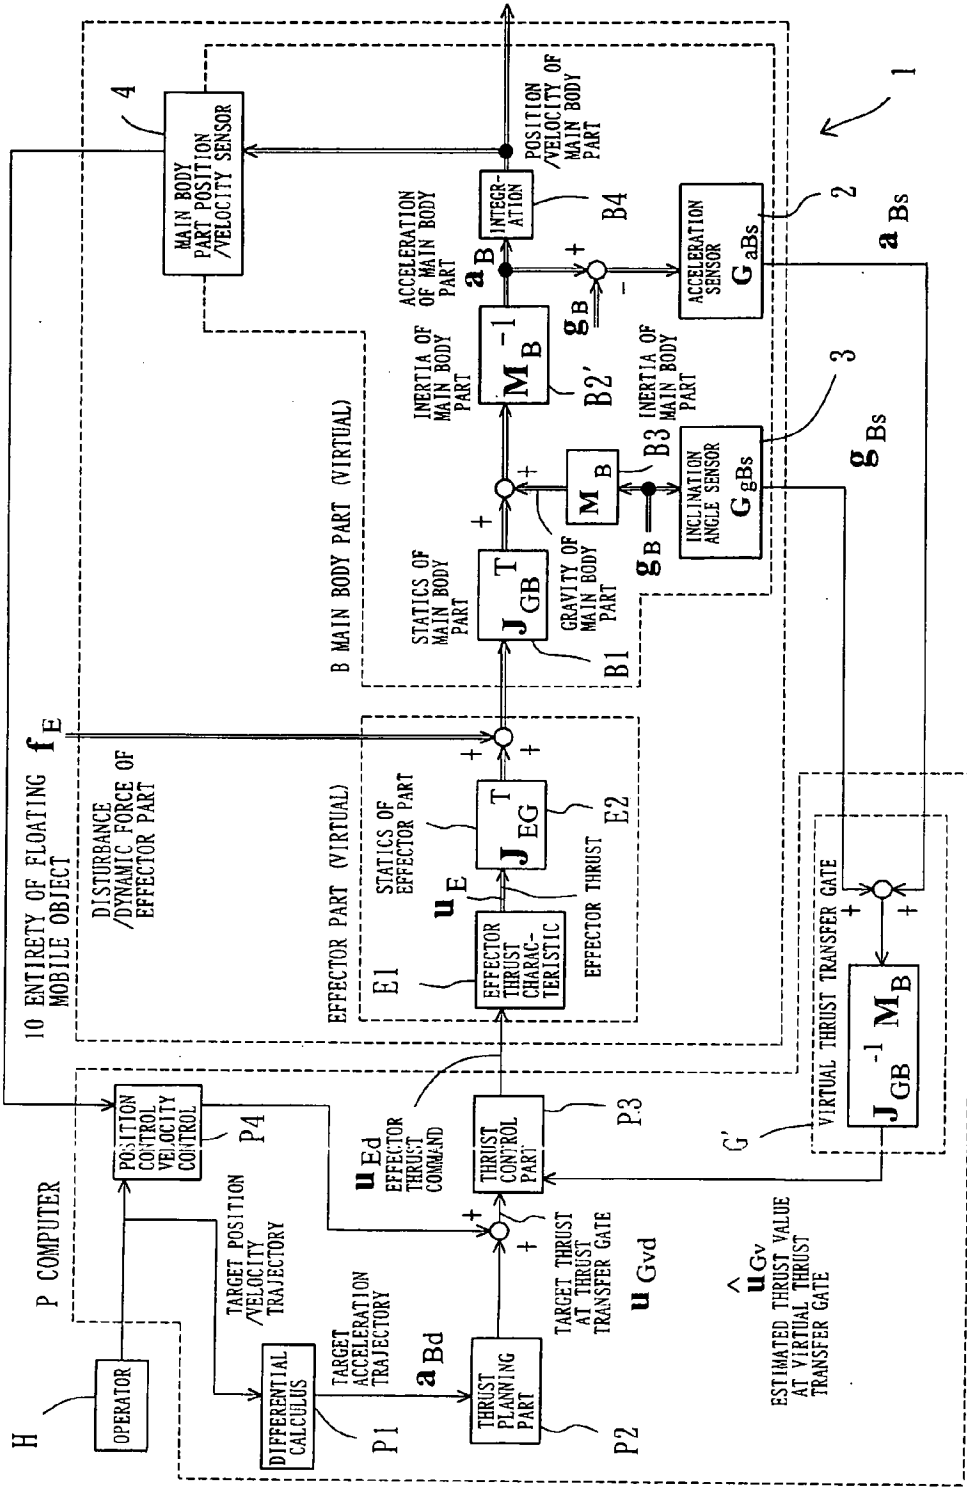 H
OPERATOR
P COMPUTER
TARGET POSITION
/VELOCITY
TRAJECTORY
POSITION
CONTROL
VELOCITY
CONTROL
P4
DIFFERENTIAL
CALCULUS
P1
TARGET
ACCELERATION
TRAJECTORY
a Bd
THRUST
PLANNING
PART
P2
+
+
TARGET THRUST
AT THRUST
TRANSFER GATE
u Gvd
THRUST
CONTROL
PART
P3
u Ed
EFFECTOR
THRUST
COMMAND
^
u Gv
ESTIMATED THRUST VALUE
AT VIRTUAL THRUST
TRANSFER GATE
G'
VIRTUAL THRUST TRANSFER GATE
J GB -1 M B
+
+
10 ENTIRETY OF FLOATING
MOBILE OBJECT
f E
DISTURBANCE
/DYNAMIC FORCE OF
EFFECTOR PART
EFFECTOR PART (VIRTUAL)
E1
EFFECTOR
THRUST
CHARAC-
TERISTIC
u E
EFFECTOR THRUST
STATICS OF
EFFECTOR PART
J EG T
E2
+
+
B MAIN BODY PART (VIRTUAL)
STATICS OF
MAIN BODY
PART
J GB T
B1
+
+
GRAVITY OF
MAIN BODY
PART
M B
B3
INERTIA OF
MAIN BODY
PART
g B
INCLINATION
ANGLE SENSOR
G gBs
3
g Bs
INERTIA OF
MAIN BODY
PART
M B -1
B2'
ACCELERATION
OF MAIN BODY
PART
a B
g B
+
-
ACCELERATION
SENSOR
G aBs
2
a Bs
INTEGR-
ATION
B4
POSITION
/VELOCITY OF
MAIN BODY
PART
MAIN BODY
PART POSITION
/VELOCITY SENSOR
4
1